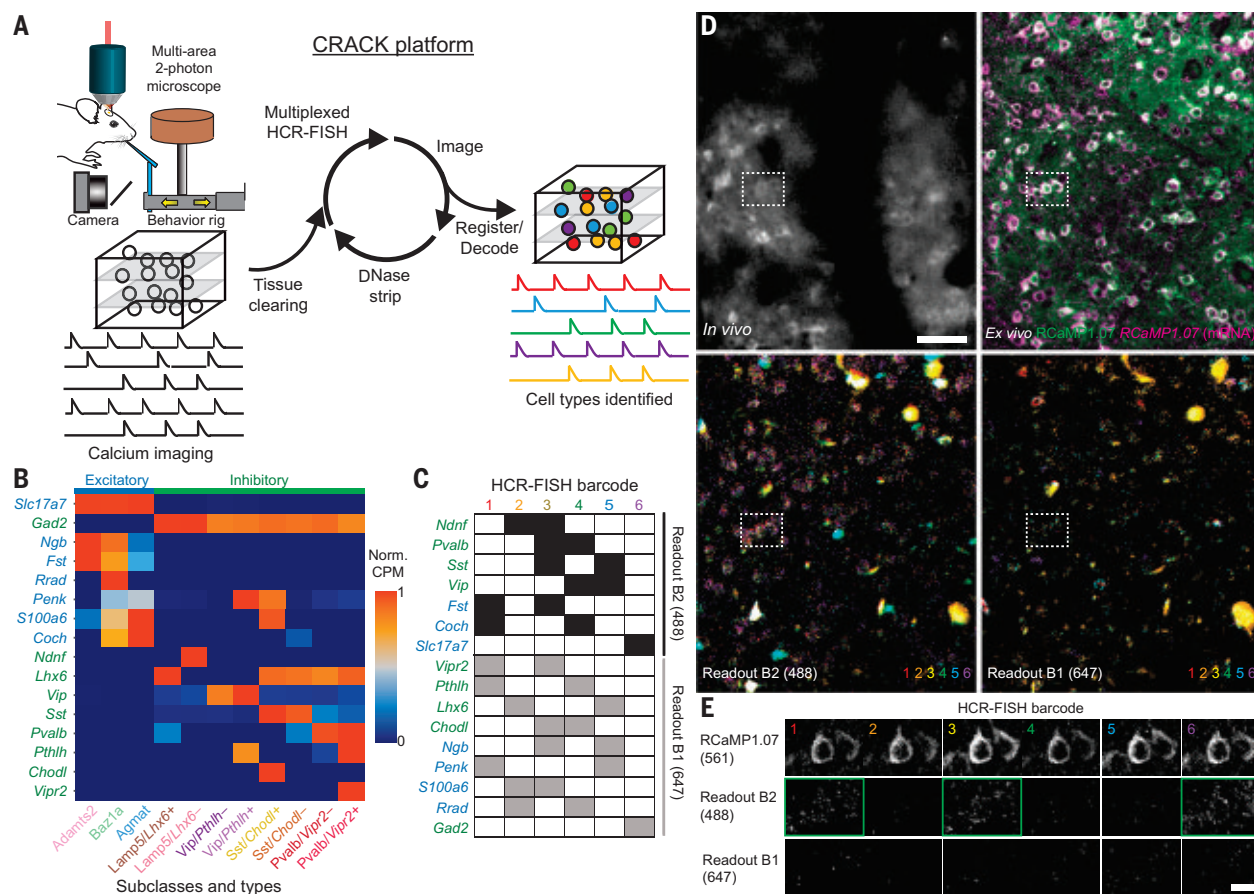 A
CRACK platform
Multi-area
2-photon
microscope
Multiplexed
HCR-FISH
Image
Camera
Behavior rig
Tissue
clearing
DNase
strip
Register/
Decode
Calcium imaging
Cell types identified
B
Excitatory
Inhibitory
Slc17a7
Gad2
Ngb
Fst
Rrad
Penk
S100a6
Coch
Ndnf
Lhx6
Vip
Sst
Pvalb
Pthlh
Chodl
Vipr2
Norm.
CPM
1
0
Adamts2
Baz1a
Agmat
Lamp5/Lhx6+
Lamp5/Lhx6–
Vip/Pthlh–
Vip/Pthlh+
Sst/Chodl+
Sst/Chodl–
Pvalb/Vipr2–
Pvalb/Vipr2+
Subclasses and types
C
HCR-FISH barcode
1 2 3 4 5 6
Ndnf
Pvalb
Sst
Vip
Fst
Coch
Slc17a7
Vipr2
Pthlh
Lhx6
Chodl
Ngb
Penk
S100a6
Rrad
Gad2
Readout B2 (488)
Readout B1 (647)
D
In vivo
Ex vivo RCaMP1.07 RCaMP1.07 (mRNA)
Readout B2 (488)
1 2 3 4 5 6
Readout B1 (647)
1 2 3 4 5 6
E
HCR-FISH barcode
RCaMP1.07
(561)
1 2 3 4 5 6
Readout B2
(488)
Readout B1
(647)